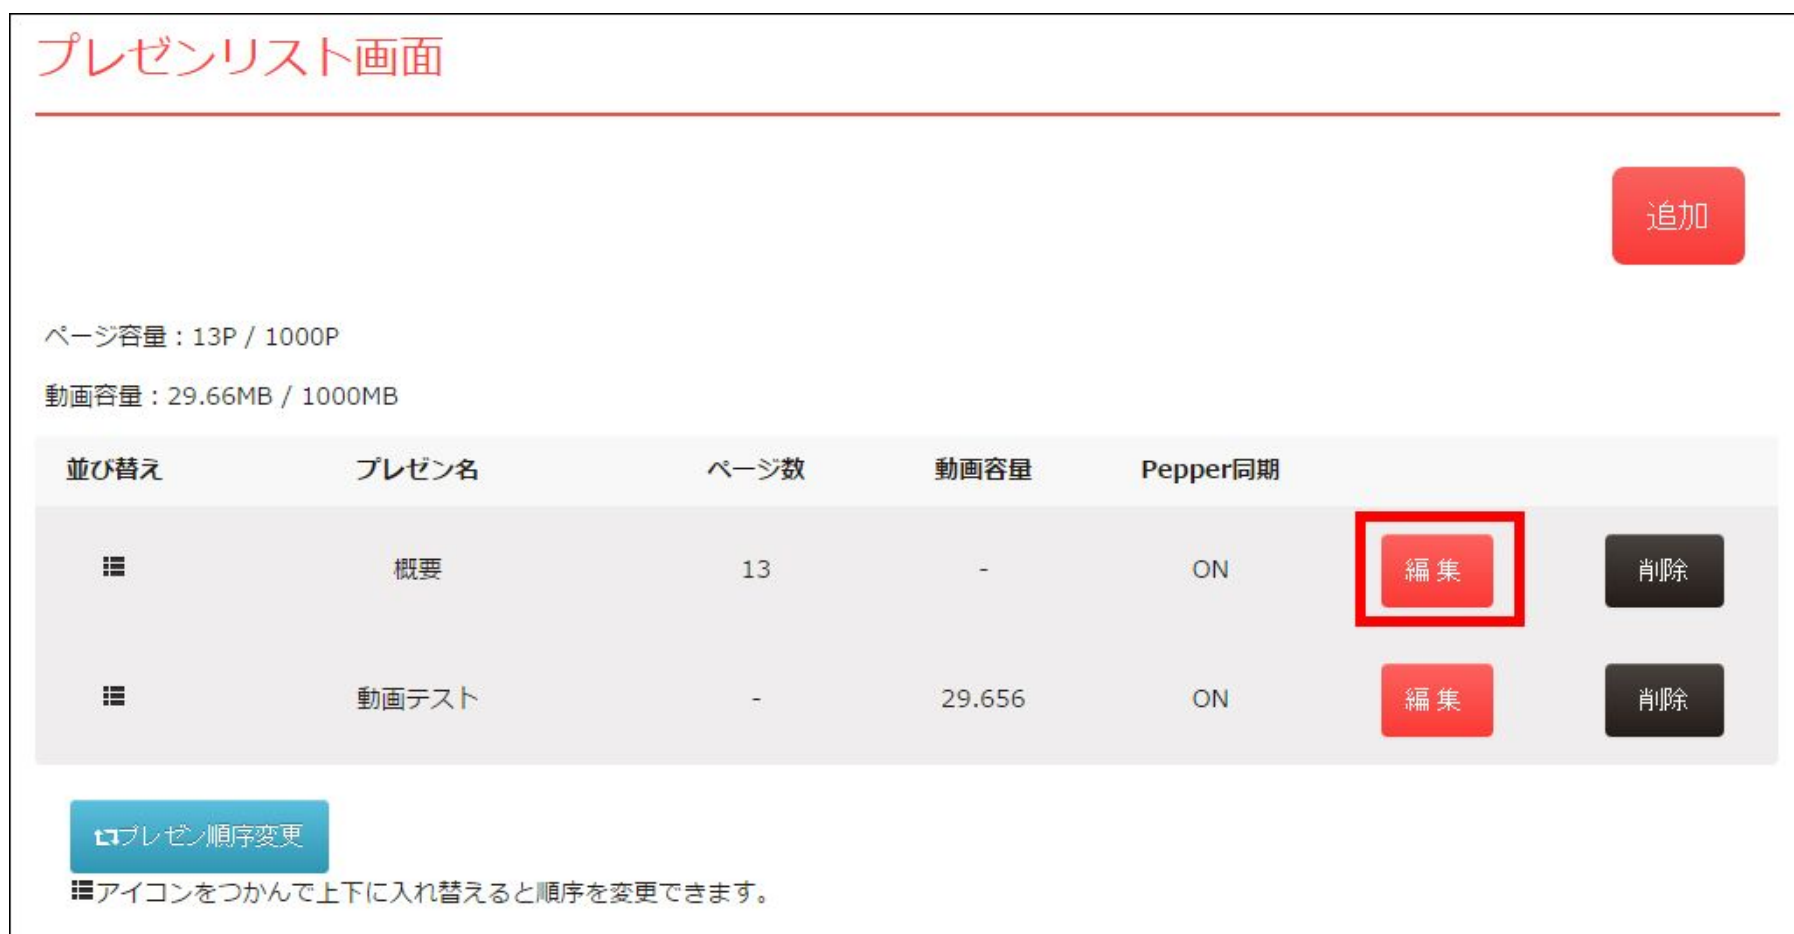 プレゼンリスト画面
追加
ページ容量：13P / 1000P
動画容量：29.66MB / 1000MB
並び替え プレゼン名 ページ数 動画容量 Pepper同期
概要 13 - ON 編集 削除
動画テスト - 29.656 ON 編集 削除
プレゼン順序変更
アイコンをつかんで上下に入れ替えると順序を変更できます。